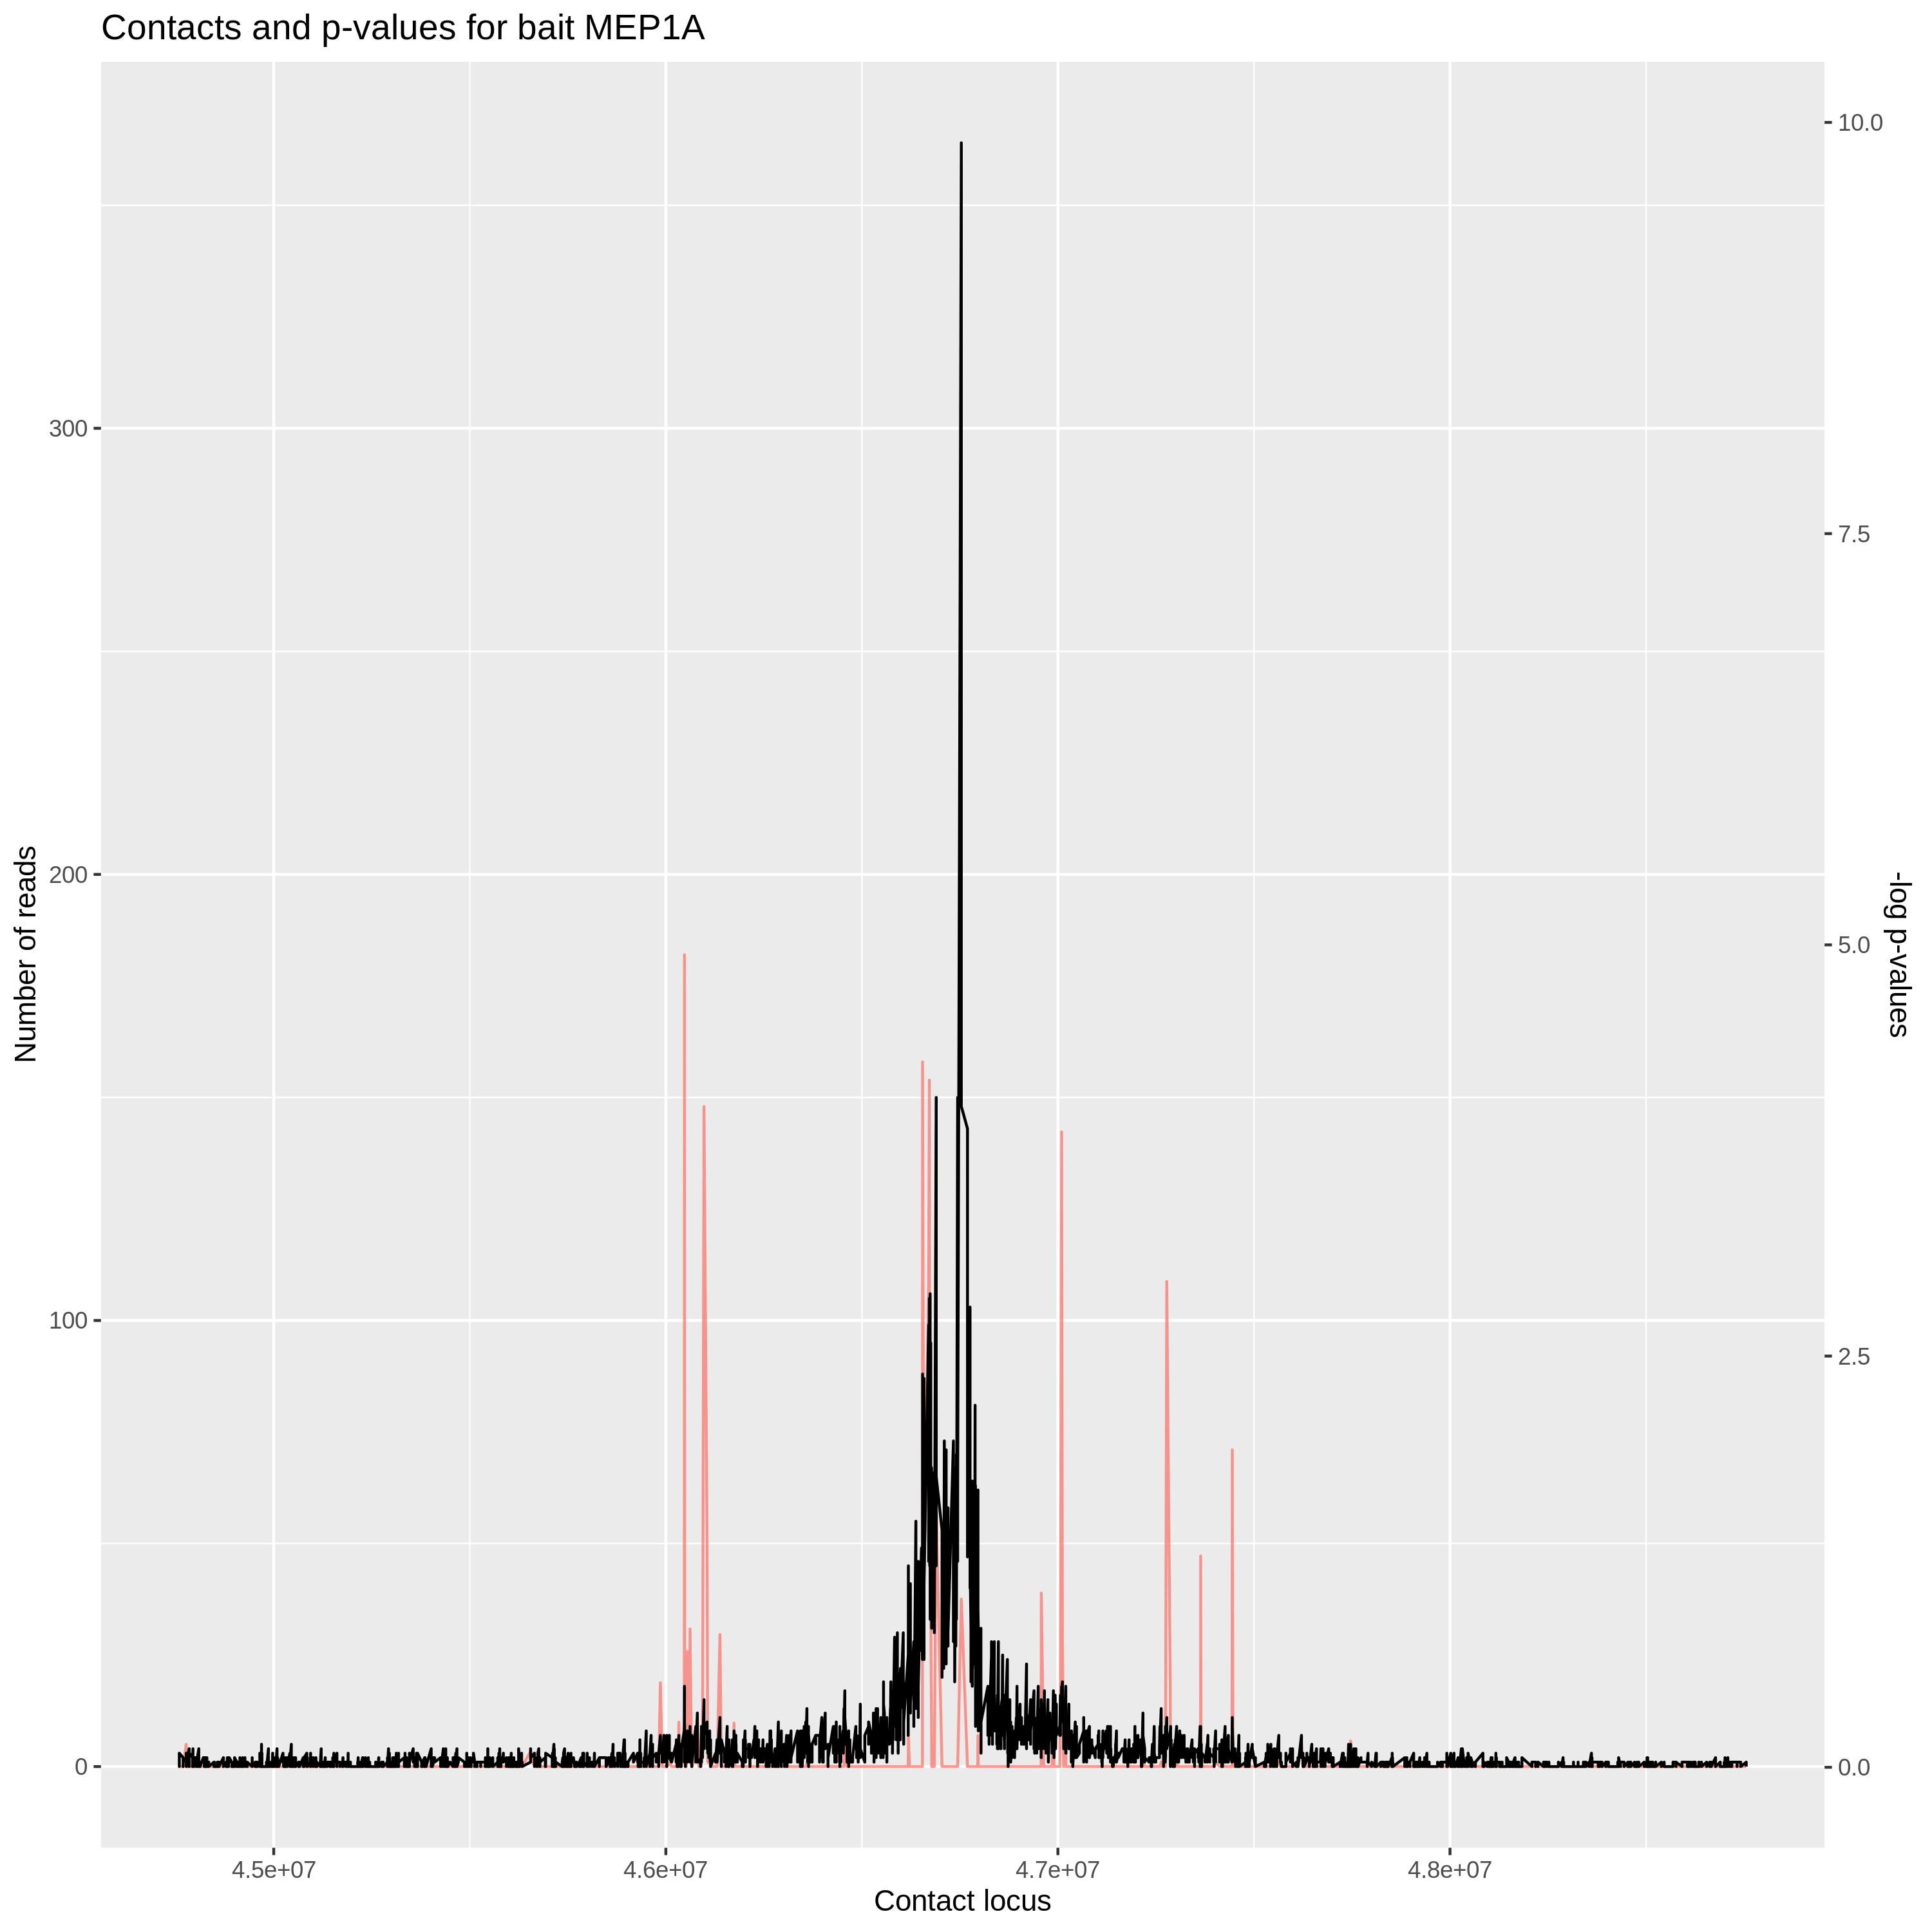 Contacts and p-values for bait MEP1A
10.0
7.5
5.0
2.5
0.0
-log p-values
300
200
100
0
Number of reads
4.5e+07
4.6e+07
4.7e+07
4.8e+07
Contact locus